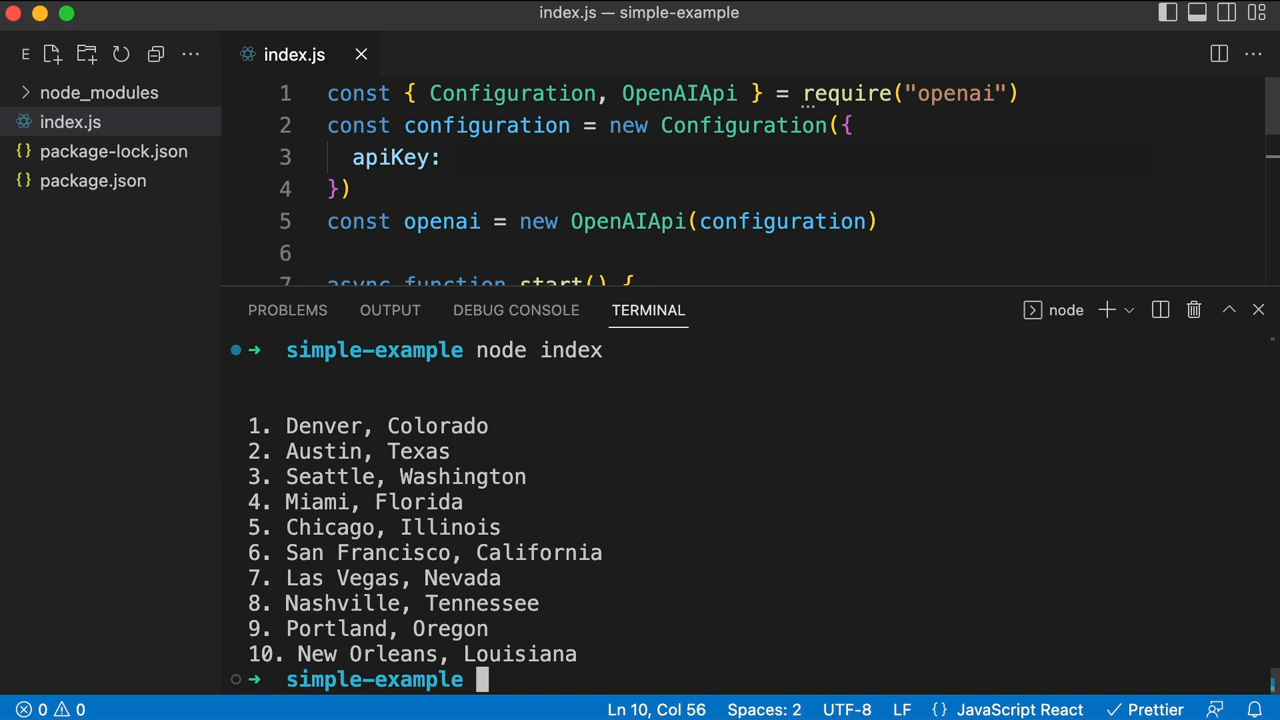 index.js — simple-example
E
index.js
node_modules
index.js
package-lock.json
package.json
1 const { Configuration, OpenAIApi } = require("openai")
2 const configuration = new Configuration({
3 apiKey:
4 })
5 const openai = new OpenAIApi(configuration)
6
7 async function start() {
PROBLEMS OUTPUT DEBUG CONSOLE TERMINAL node
simple-example node index
1. Denver, Colorado
2. Austin, Texas
3. Seattle, Washington
4. Miami, Florida
5. Chicago, Illinois
6. San Francisco, California
7. Las Vegas, Nevada
8. Nashville, Tennessee
9. Portland, Oregon
10. New Orleans, Louisiana
simple-example
0 0 Ln 10, Col 56 Spaces: 2 UTF-8 LF {} JavaScript React Prettier